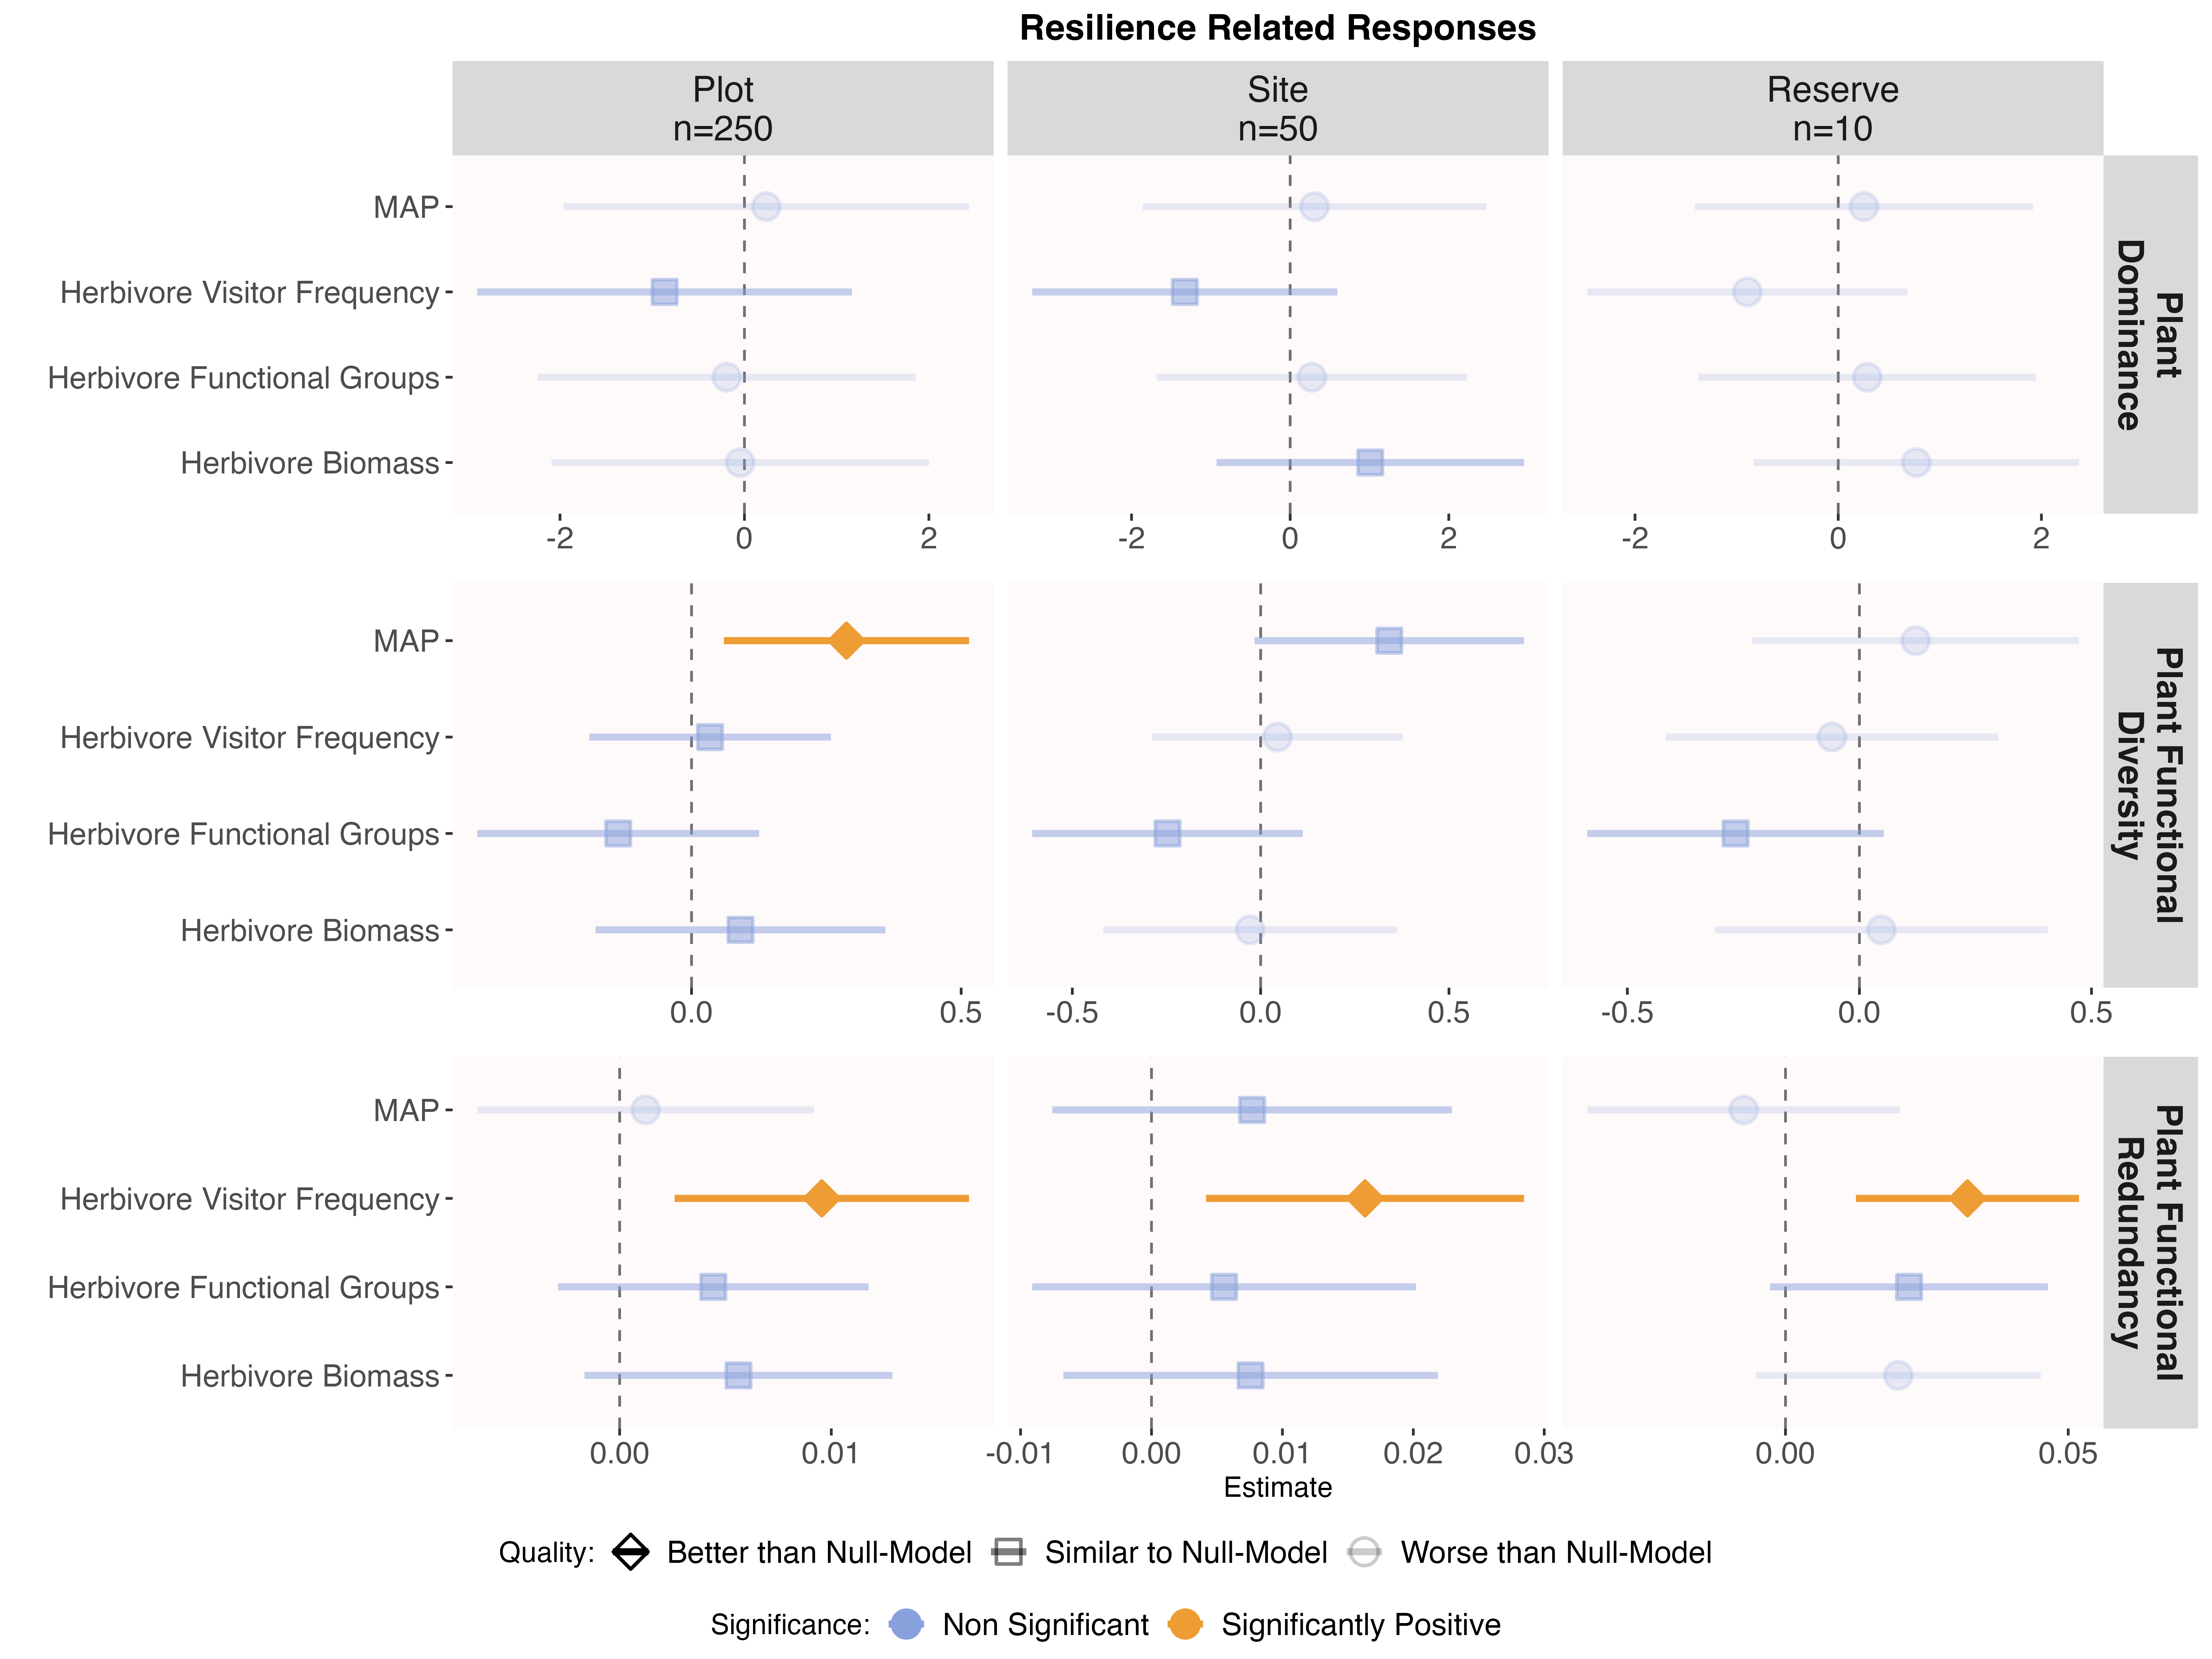 Resilience Related Responses
Plot
n=250
Site
n=50
Reserve
n=10
MAP
Herbivore Visitor Frequency
Herbivore Functional Groups
Herbivore Biomass
Plant
Dominance
-2 0 2
-2 0 2
-2 0 2
MAP
Herbivore Visitor Frequency
Herbivore Functional Groups
Herbivore Biomass
Plant Functional
Diversity
0.0 0.5
-0.5 0.0 0.5
-0.5 0.0 0.5
MAP
Herbivore Visitor Frequency
Herbivore Functional Groups
Herbivore Biomass
Plant Functional
Redundancy
0.00 0.01
-0.01 0.00 0.01 0.02 0.03
0.00 0.05
Estimate
Quality: Better than Null-Model Similar to Null-Model Worse than Null-Model
Significance: Non Significant Significantly Positive